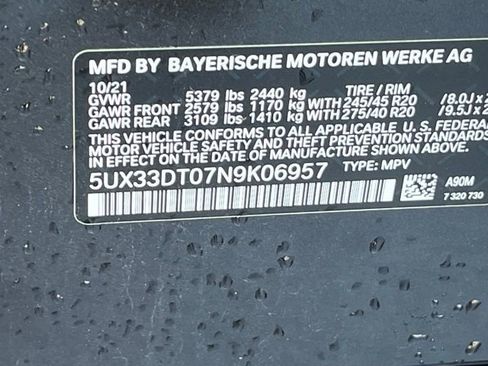 MFD BY BAYERISCHE MOTOREN WERKE AG
10/21
GVWR 5379 lbs 2440 kg TIRE / RIM
GAWR FRONT 2579 lbs 1170 kg WITH 245/45 R20 /8.0J x
GAWR REAR 3109 lbs 1410 kg WITH 275/40 R20 /9.5J x
THIS VEHICLE CONFORMS TO ALL APPLICABLE U.S. FEDERA
MOTOR VEHICLE SAFETY AND THEFT PREVENTION STANDARDS
IN EFFECT ON THE DATE OF MANUFACTURE SHOWN ABOVE.
5UX33DT07N9K06957 TYPE: MPV
A90M
7 320 730